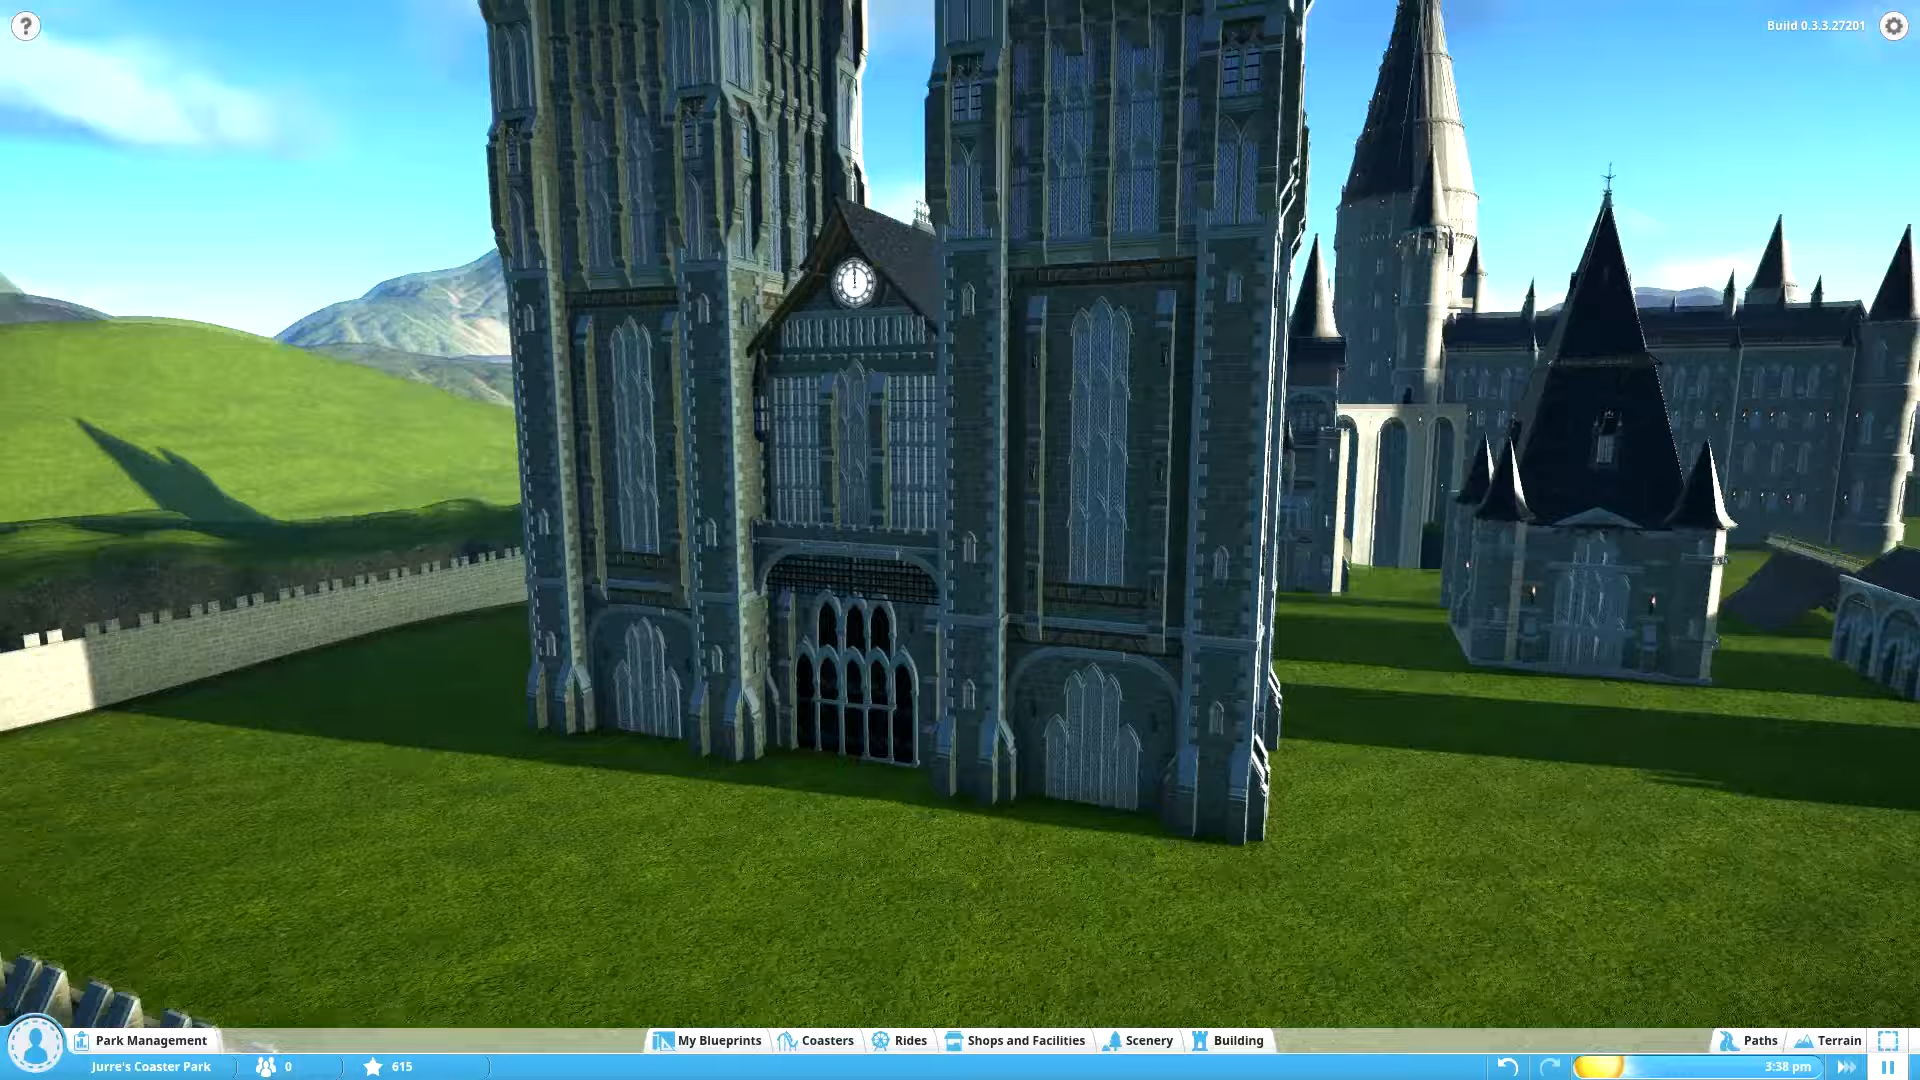 ?
Build 0.3.3.27201
Park Management
My Blueprints
Coasters
Rides
Shops and Facilities
Scenery
Building
Paths
Terrain
Jurre's Coaster Park
0
615
3:38 pm